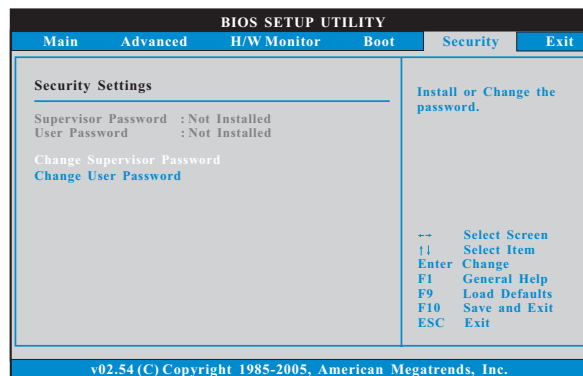 BIOS SETUP UTILITY
Main Advanced H/W Monitor Boot Security Exit
Security Settings
Supervisor Password : Not Installed
User Password : Not Installed
Change Supervisor Password
Change User Password
Install or Change the
password.
←→ Select Screen
↑↓ Select Item
Enter Change
F1 General Help
F9 Load Defaults
F10 Save and Exit
ESC Exit
v02.54 (C) Copyright 1985-2005, American Megatrends, Inc.